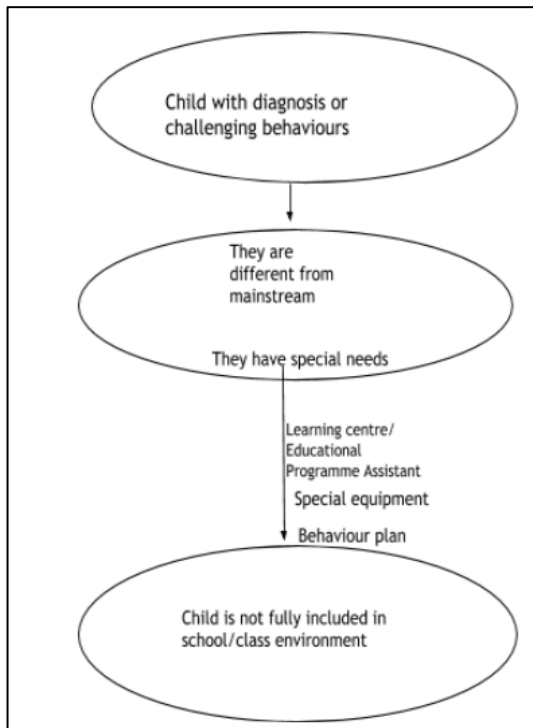 Child with diagnosis or
challenging behaviours
They are
different from
mainstream
They have special needs
Learning centre/
Educational
Programme Assistant
Special equipment
Behaviour plan
Child is not fully included in
school/class environment